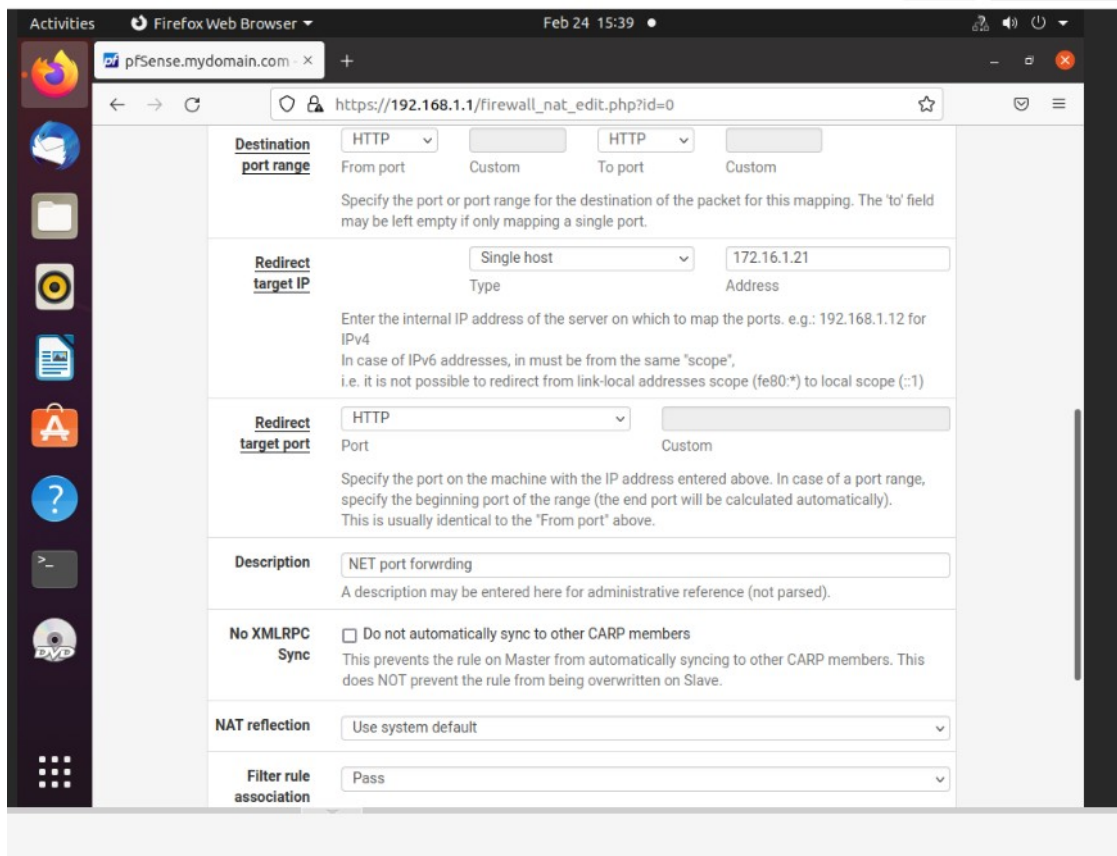 Activities Firefox Web Browser Feb 24 15:39
pfSense.mydomain.com -
https://192.168.1.1/firewall_nat_edit.php?id=0
Destination port range HTTP HTTP
From port Custom To port Custom
Specify the port or port range for the destination of the packet for this mapping. The 'to' field
may be left empty if only mapping a single port.
Redirect target IP Single host 172.16.1.21
Type Address
Enter the internal IP address of the server on which to map the ports. e.g.: 192.168.1.12 for
IPv4
In case of IPv6 addresses, in must be from the same "scope",
i.e. it is not possible to redirect from link-local addresses scope (fe80:*) to local scope (::1)
Redirect target port HTTP
Port Custom
Specify the port on the machine with the IP address entered above. In case of a port range,
specify the beginning port of the range (the end port will be calculated automatically).
This is usually identical to the "From port" above.
Description NET port forwrding
A description may be entered here for administrative reference (not parsed).
No XMLRPC Sync Do not automatically sync to other CARP members
This prevents the rule on Master from automatically syncing to other CARP members. This
does NOT prevent the rule from being overwritten on Slave.
NAT reflection Use system default
Filter rule association Pass